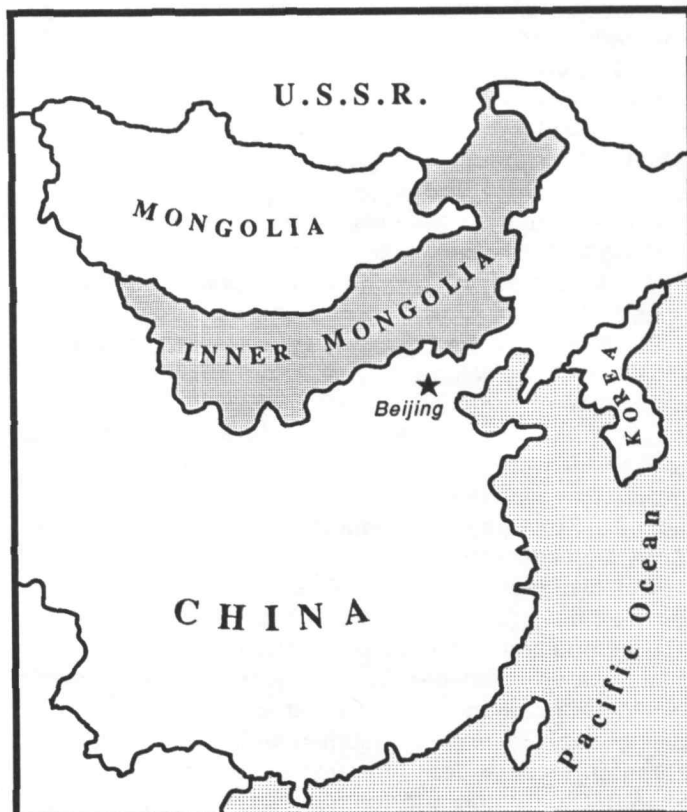 U.S.S.R.
MONGOLIA
INNER MONGOLIA
Beijing
KOREA
CHINA
Pacific Ocean